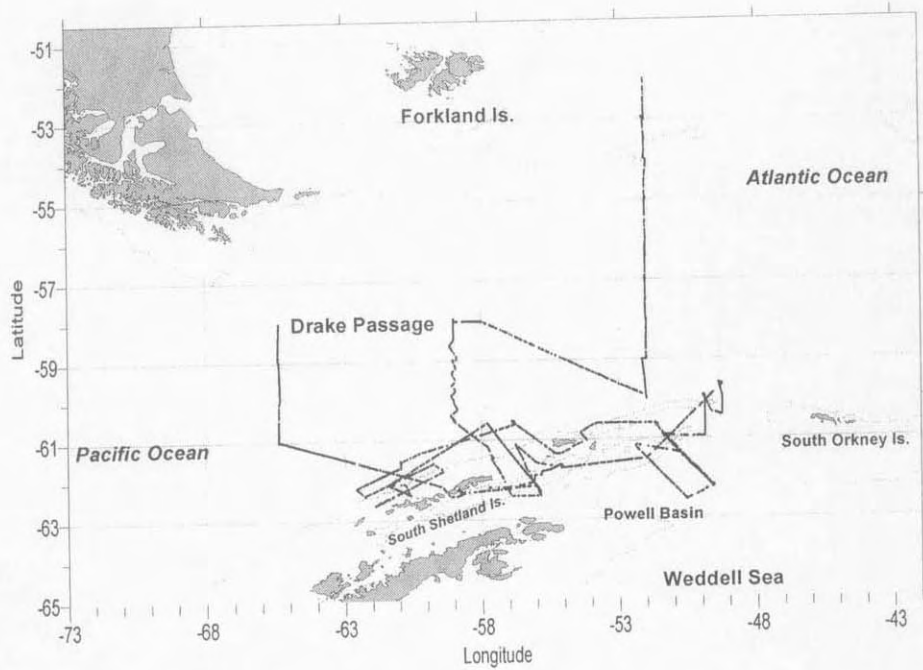 -51
Forkland Is.
-53
Atlantic Ocean
-55
-57
Latitude
Drake Passage
-59
-61
Pacific Ocean
South Orkney Is.
South Shetland Is.
Powell Basin
-63
Weddell Sea
-65
-73
-68
-63
-58
-53
-48
-43
Longitude